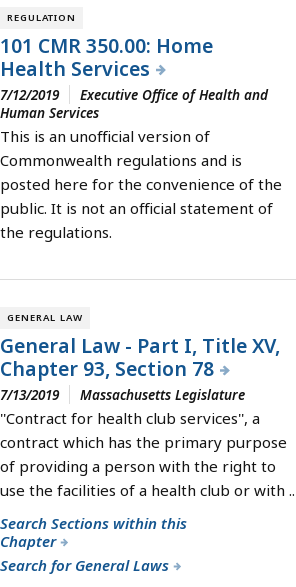 REGULATION
101 CMR 350.00: Home
Health Services
7/12/2019 Executive Office of Health and
Human Services
This is an unofficial version of
Commonwealth regulations and is
posted here for the convenience of the
public. It is not an official statement of
the regulations.
GENERAL LAW
General Law - Part I, Title XV,
Chapter 93, Section 78
7/13/2019 Massachusetts Legislature
"Contract for health club services", a
contract which has the primary purpose
of providing a person with the right to
use the facilities of a health club or with ..
Search Sections within this
Chapter
Search for General Laws